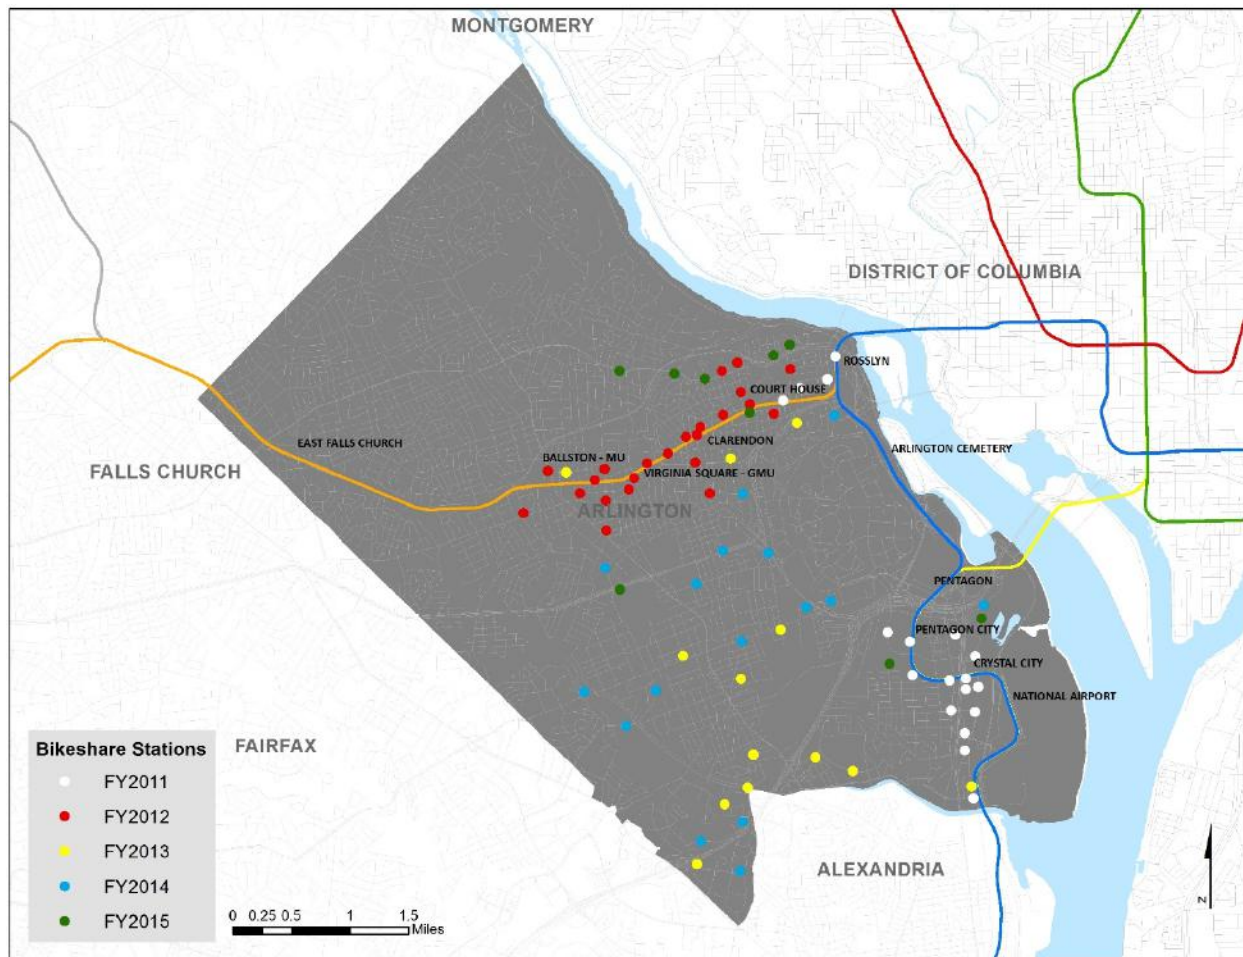 MONTGOMERY
DISTRICT OF COLUMBIA
ROSSLYN
COURT HOUSE
EAST FALLS CHURCH
CLARENDON
ARLINGTON CEMETERY
BALLSTON - MU
FALLS CHURCH
VIRGINIA SQUARE - GMU
ARLINGTON
PENTAGON
PENTAGON CITY
CRYSTAL CITY
NATIONAL AIRPORT
FAIRFAX
ALEXANDRIA
Bikeshare Stations
FY2011
FY2012
FY2013
FY2014
FY2015
0 0.25 0.5 1 1.5
Miles
N